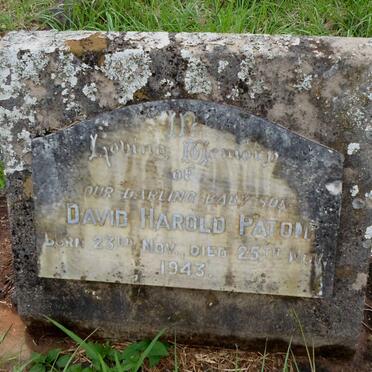 In
Loving Memory
OF
OUR DARLING BABY SON
DAVID HAROLD PATON
BORN 23RD NOV. DIED 25TH NOV.
1943.